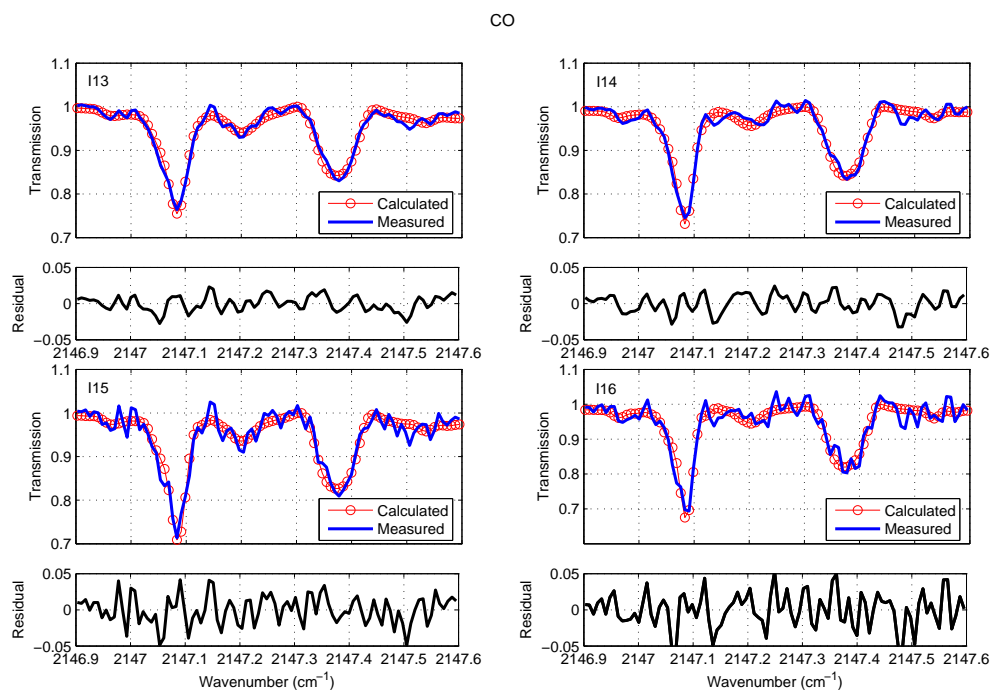 CO
I13
1.1
1
0.9
0.8
0.7
Transmission
Calculated
Measured
0.05
0
−0.05
Residual
2146.9 2147 2147.1 2147.2 2147.3 2147.4 2147.5 2147.6
I14
1.1
1
0.9
0.8
0.7
Transmission
Calculated
Measured
0.05
0
−0.05
Residual
2146.9 2147 2147.1 2147.2 2147.3 2147.4 2147.5 2147.6
I15
1.1
1
0.9
0.8
0.7
Transmission
Calculated
Measured
0.05
0
−0.05
Residual
2146.9 2147 2147.1 2147.2 2147.3 2147.4 2147.5 2147.6
Wavenumber (cm⁻¹)
I16
1.1
1
0.9
0.8
0.7
Transmission
Calculated
Measured
0.05
0
−0.05
Residual
2146.9 2147 2147.1 2147.2 2147.3 2147.4 2147.5 2147.6
Wavenumber (cm⁻¹)